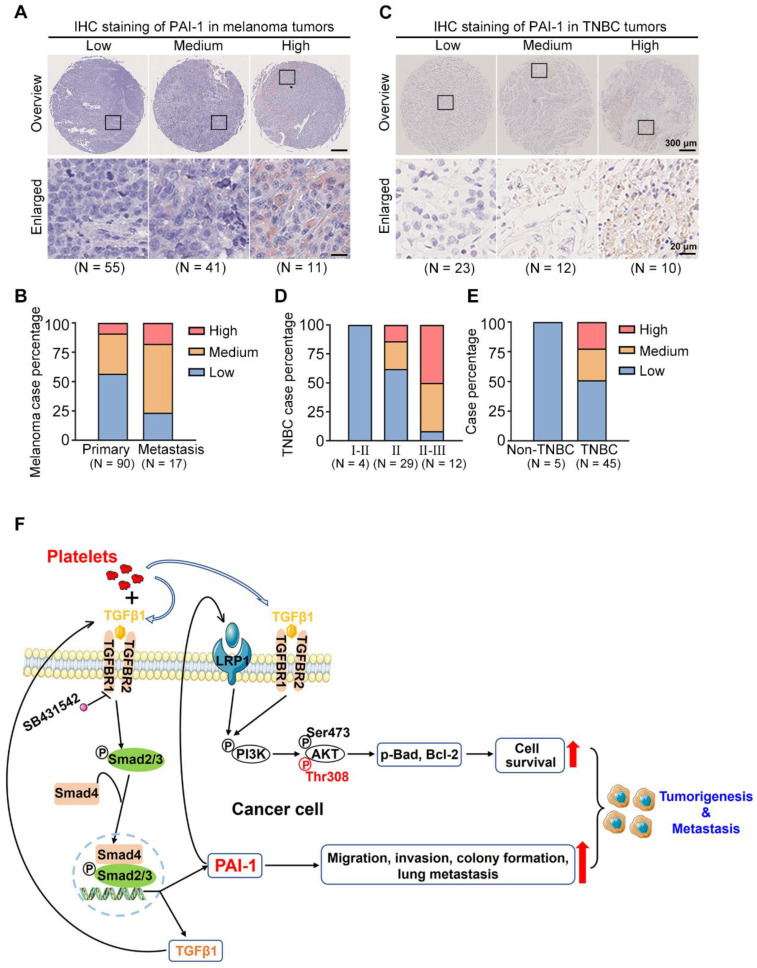 A
IHC staining of PAI-1 in melanoma tumors
Low Medium High
Overview
Enlarged
(N = 55) (N = 41) (N = 11)
C
IHC staining of PAI-1 in TNBC tumors
Low Medium High
Overview
300 μm
Enlarged
20 μm
(N = 23) (N = 12) (N = 10)
B
Melanoma case percentage
100
75
50
25
0
Primary Metastasis
(N = 90) (N = 17)
High
Medium
Low
D
TNBC case percentage
100
75
50
25
0
I-II II II-III
(N = 4) (N = 29) (N = 12)
High
Medium
Low
E
Case percentage
100
75
50
25
0
Non-TNBC TNBC
(N = 5) (N = 45)
High
Medium
Low
F
Platelets
+
TGFβ1
TGFBR1
TGFBR2
SB431542
LRP1
TGFβ1
TGFBR1
TGFBR2
P
Smad2/3
Smad4
Smad4
P
Smad2/3
P
PI3K
Ser473
P
AKT
P
Thr308
p-Bad, Bcl-2
Cell
survival
Cancer cell
PAI-1
Migration, invasion, colony formation,
lung metastasis
TGFβ1
Tumorigenesis
&
Metastasis